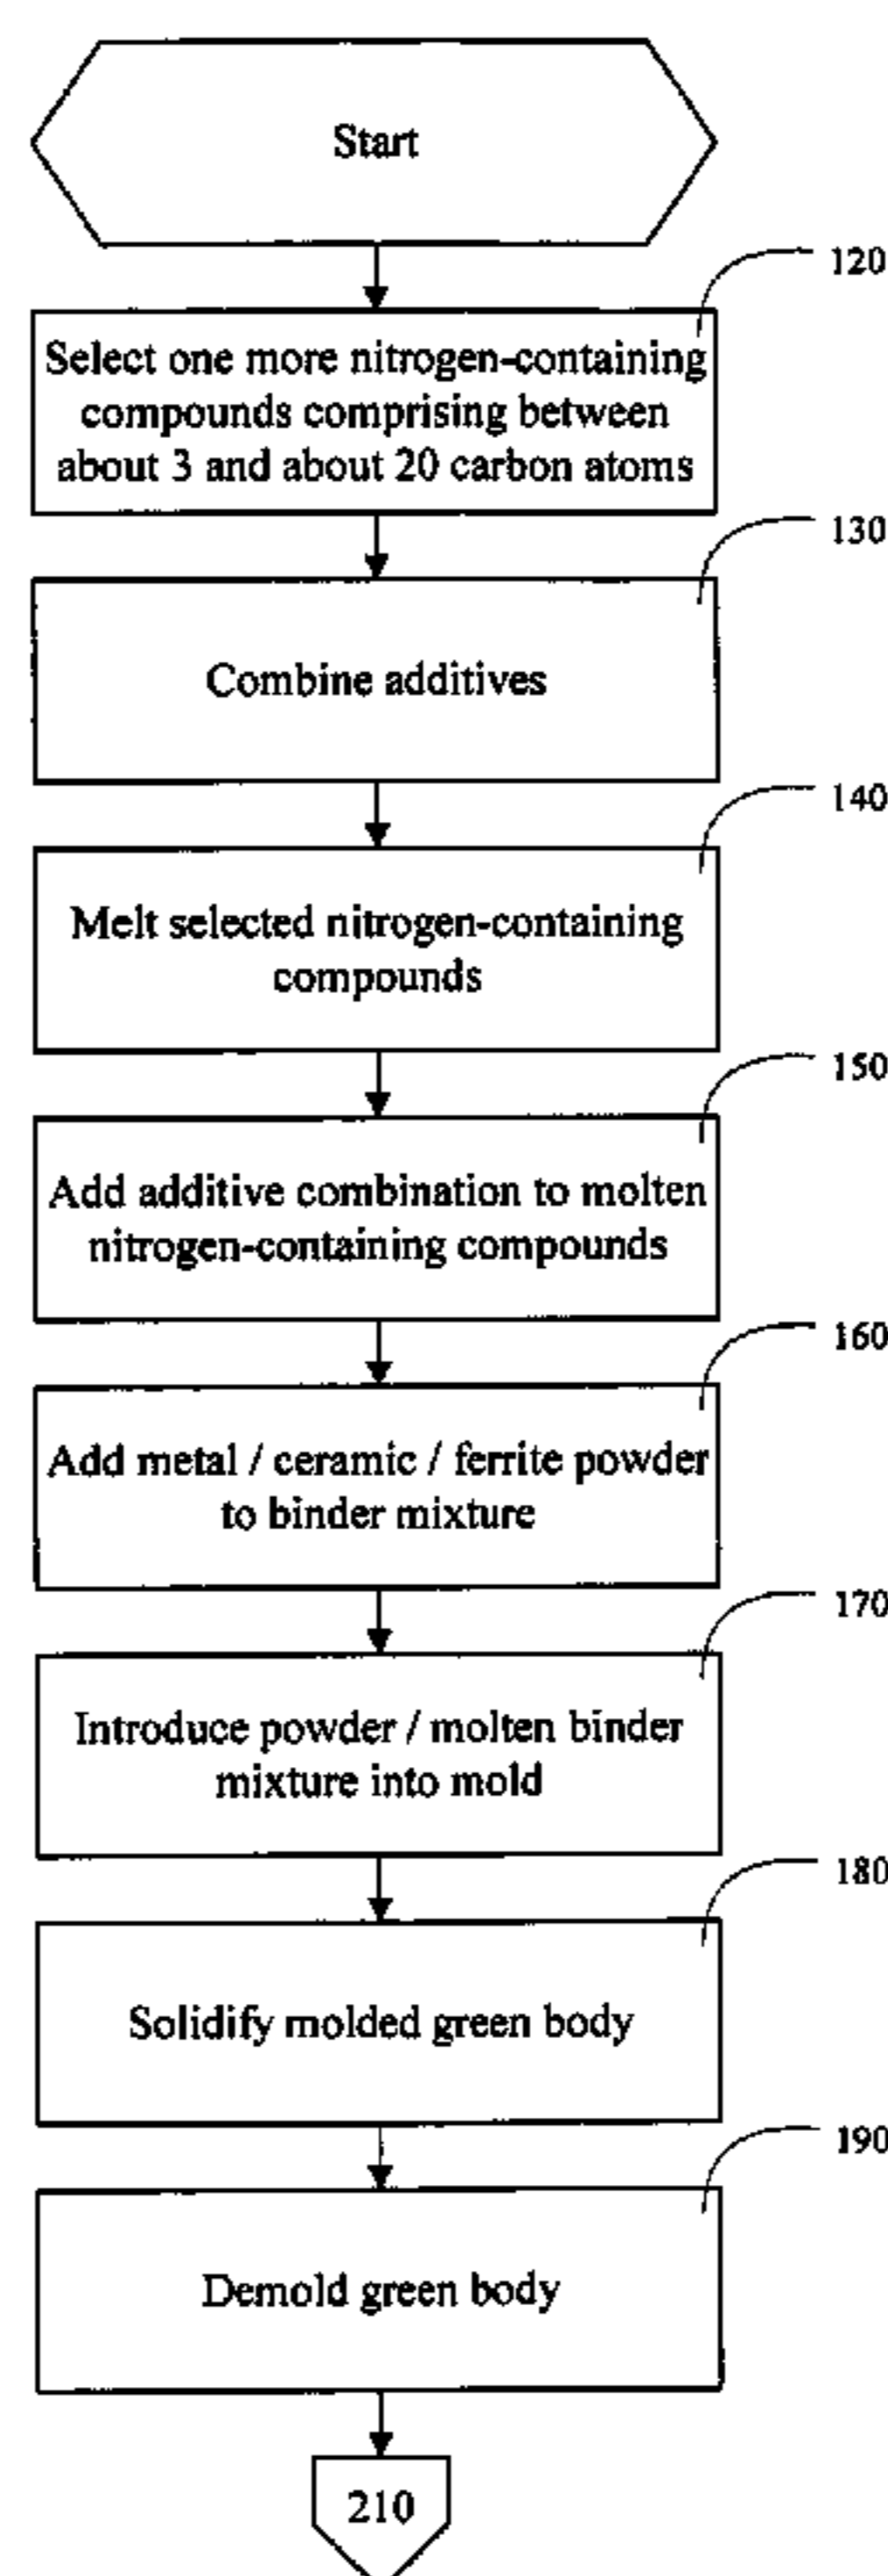 Start
120
Select one more nitrogen-containing
compounds comprising between
about 3 and about 20 carbon atoms
130
Combine additives
140
Melt selected nitrogen-containing
compounds
150
Add additive combination to molten
nitrogen-containing compounds
160
Add metal / ceramic / ferrite powder
to binder mixture
170
Introduce powder / molten binder
mixture into mold
180
Solidify molded green body
190
Demold green body
210